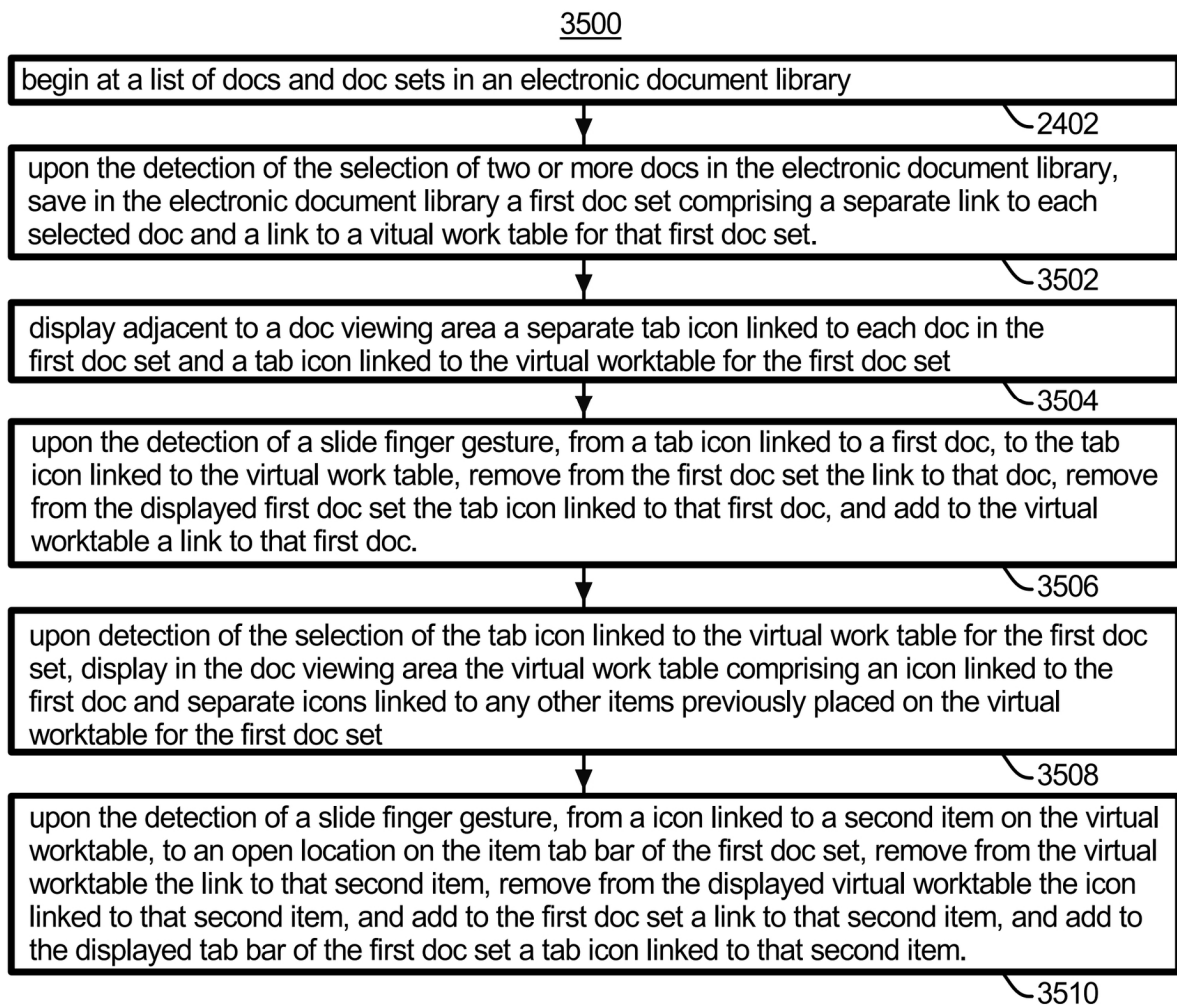 3500
begin at a list of docs and doc sets in an electronic document library
2402
upon the detection of the selection of two or more docs in the electronic document library,
save in the electronic document library a first doc set comprising a separate link to each
selected doc and a link to a vitual work table for that first doc set.
3502
display adjacent to a doc viewing area a separate tab icon linked to each doc in the
first doc set and a tab icon linked to the virtual worktable for the first doc set
3504
upon the detection of a slide finger gesture, from a tab icon linked to a first doc, to the tab
icon linked to the virtual work table, remove from the first doc set the link to that doc, remove
from the displayed first doc set the tab icon linked to that first doc, and add to the virtual
worktable a link to that first doc.
3506
upon detection of the selection of the tab icon linked to the virtual work table for the first doc
set, display in the doc viewing area the virtual work table comprising an icon linked to the
first doc and separate icons linked to any other items previously placed on the virtual
worktable for the first doc set
3508
upon the detection of a slide finger gesture, from a icon linked to a second item on the virtual
worktable, to an open location on the item tab bar of the first doc set, remove from the virtual
worktable the link to that second item, remove from the displayed virtual worktable the icon
linked to that second item, and add to the first doc set a link to that second item, and add to
the displayed tab bar of the first doc set a tab icon linked to that second item.
3510